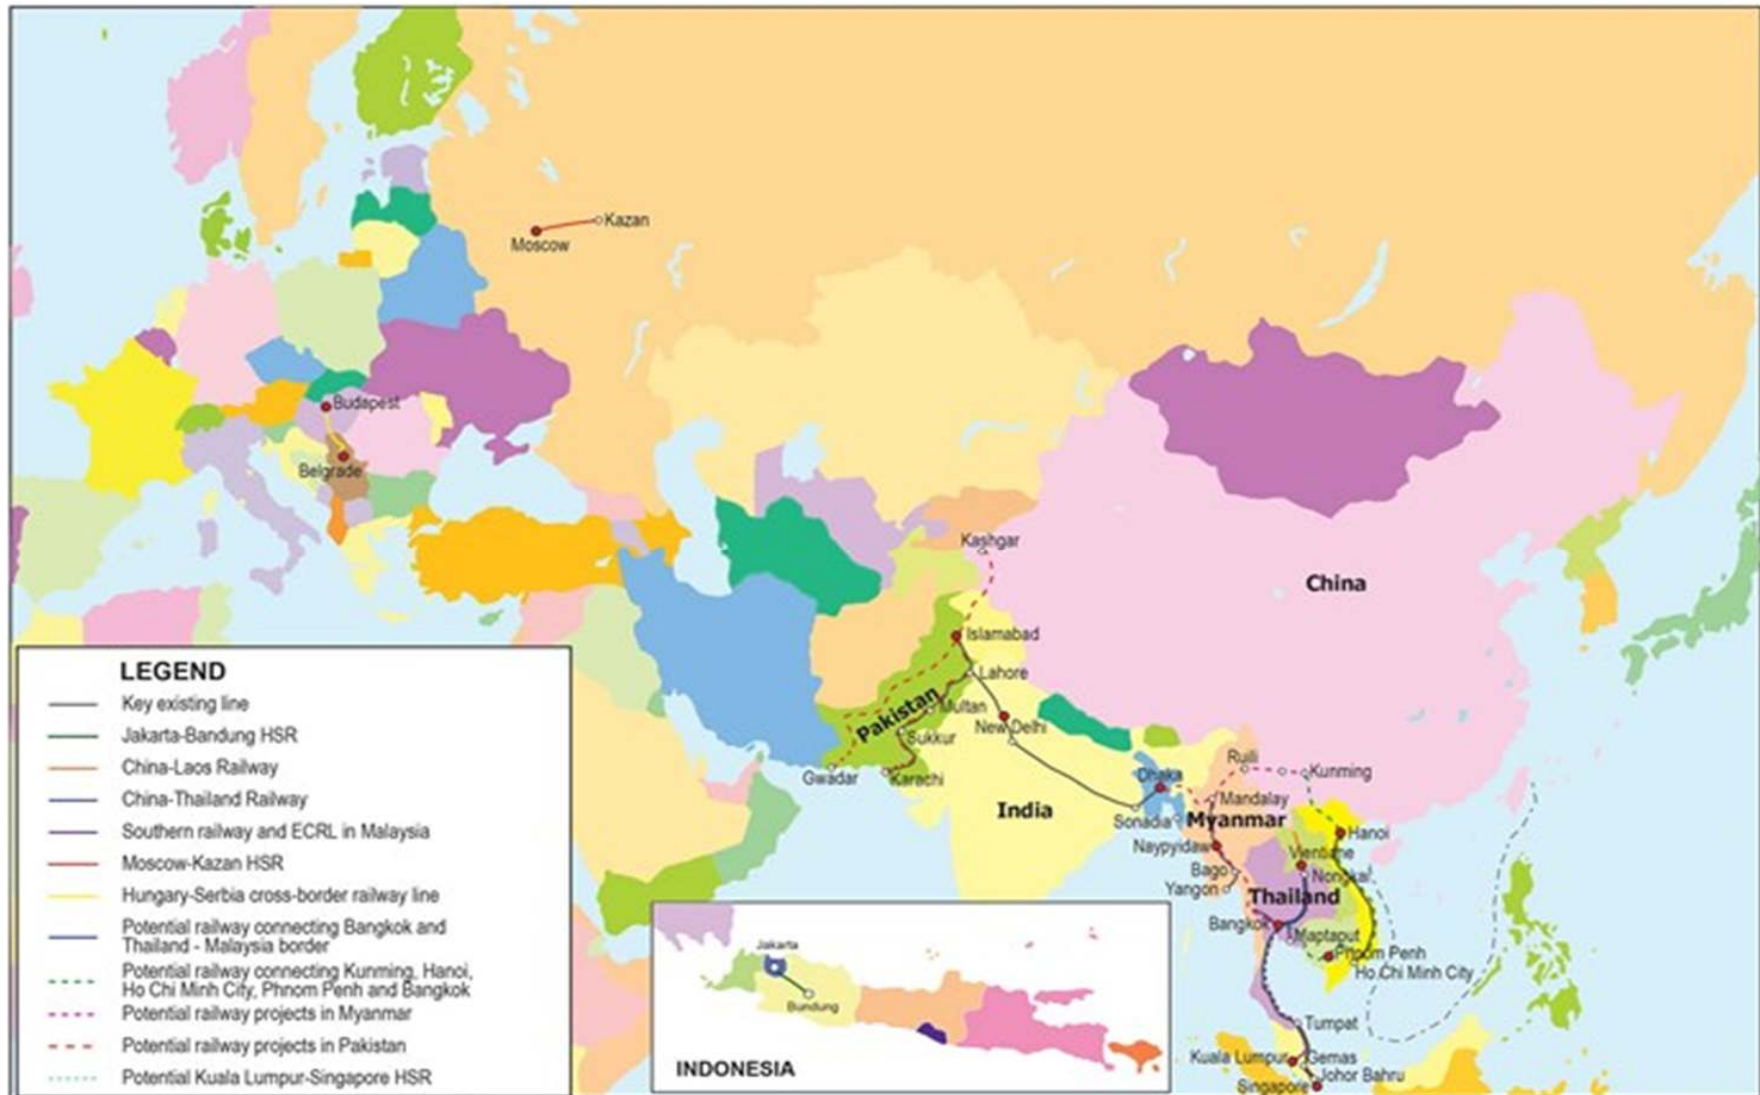 Kazan
Moscow
Budapest
Belgrade
Kashgar
China
Islamabad
Lahore
Pakistan
Multan
New Delhi
Sukkur
Gwadar
Karachi
India
Dhaka
Sonadia
Ruili
Kunming
Mandalay
Myanmar
Naypyidaw
Bago
Yangon
Hanoi
Vientiane
Nongkai
Thailand
Bangkok
Maptaput
Phnom Penh
Ho Chi Minh City
Tumpat
Kuala Lumpur
Gemas
Johor Bahru
Singapore
LEGEND
Key existing line
Jakarta-Bandung HSR
China-Laos Railway
China-Thailand Railway
Southern railway and ECRL in Malaysia
Moscow-Kazan HSR
Hungary-Serbia cross-border railway line
Potential railway connecting Bangkok and
Thailand - Malaysia border
Potential railway connecting Kunming, Hanoi,
Ho Chi Minh City, Phnom Penh and Bangkok
Potential railway projects in Myanmar
Potential railway projects in Pakistan
Potential Kuala Lumpur-Singapore HSR
Jakarta
Bundung
INDONESIA